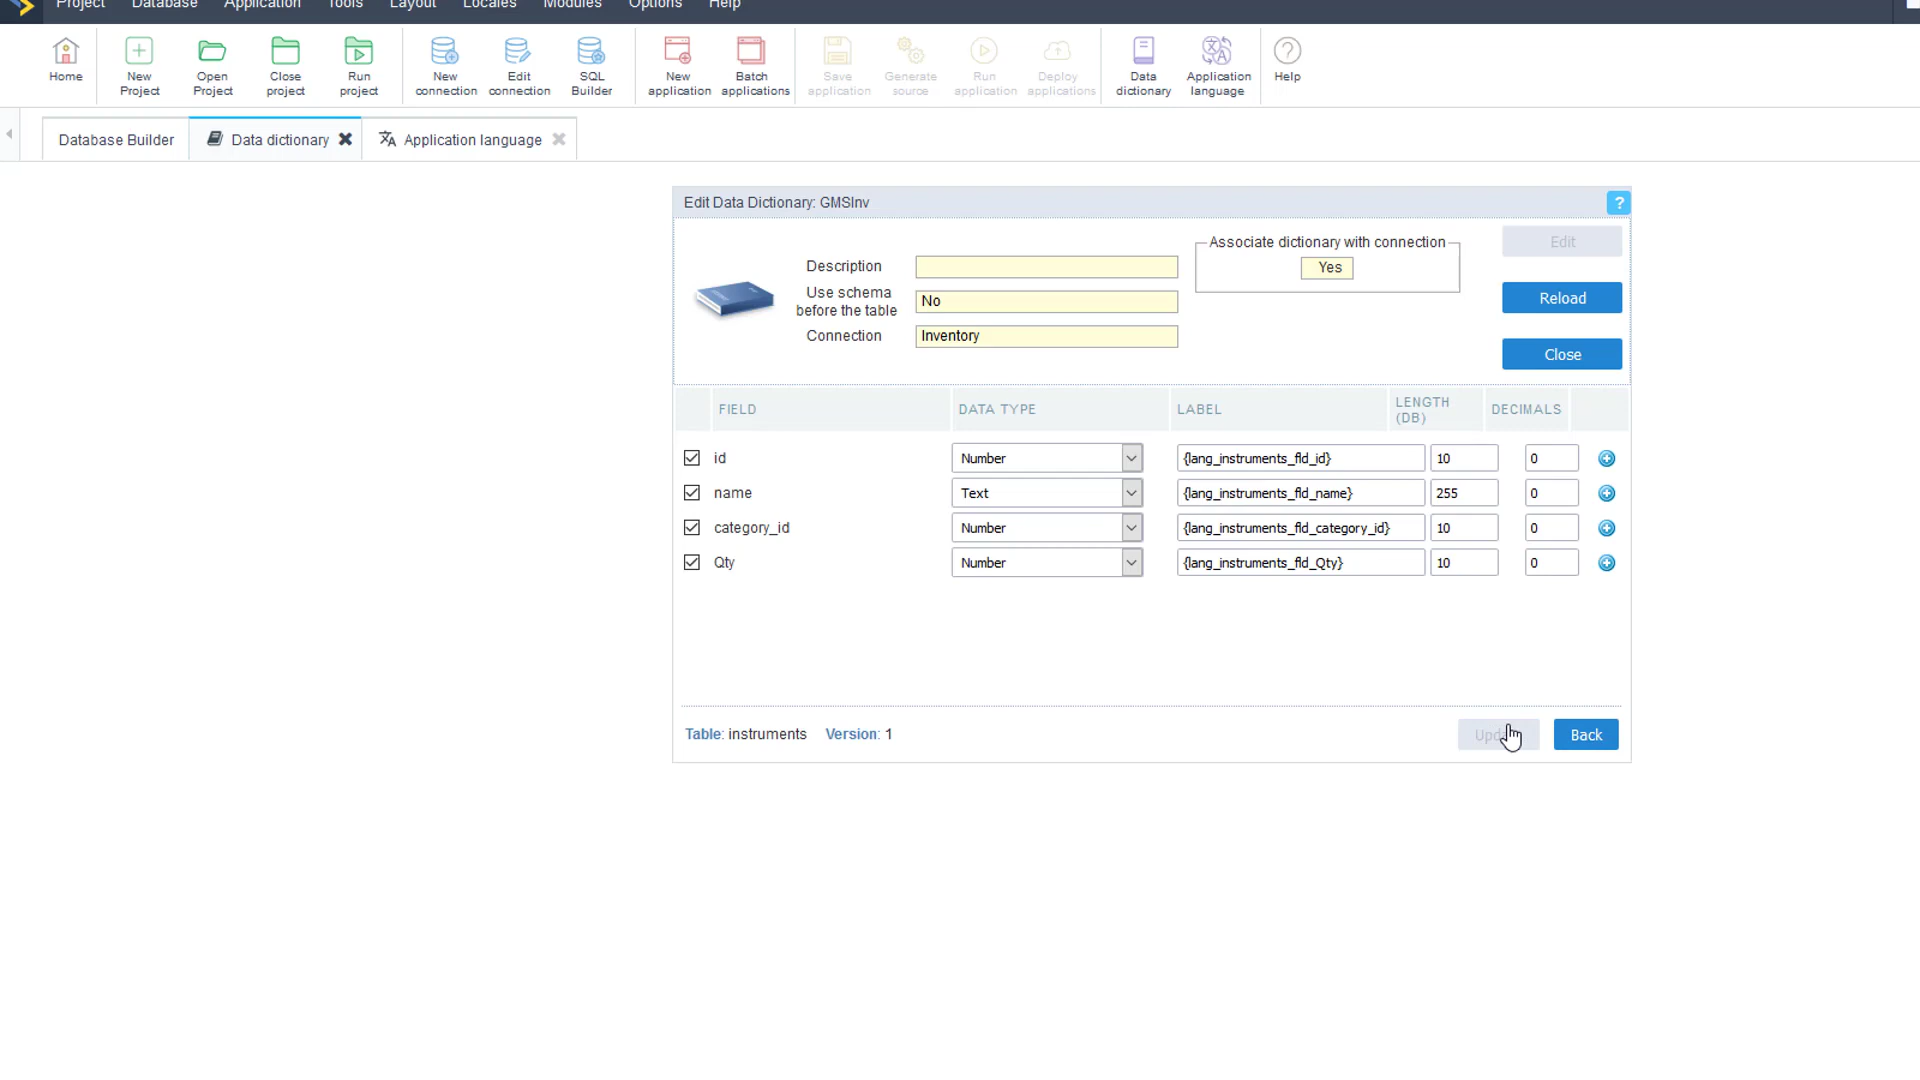 Project Database Application Tools Layout Locales Modules Options Help
Home New Project Open Project Close project Run project New connection Edit connection SQL Builder New application Batch applications Save application Generate source Run application Deploy applications Data dictionary Application language Help
Database Builder Data dictionary Application language
Edit Data Dictionary: GMSInv ?
Description
Associate dictionary with connection
Yes
Edit
Use schema before the table No
Reload
Connection Inventory
Close
FIELD DATA TYPE LABEL LENGTH (DB) DECIMALS
id Number {lang_instruments_fld_id} 10 0
name Text {lang_instruments_fld_name} 255 0
category_id Number {lang_instruments_fld_category_id} 10 0
Qty Number {lang_instruments_fld_Qty} 10 0
Table: instruments Version: 1 Back